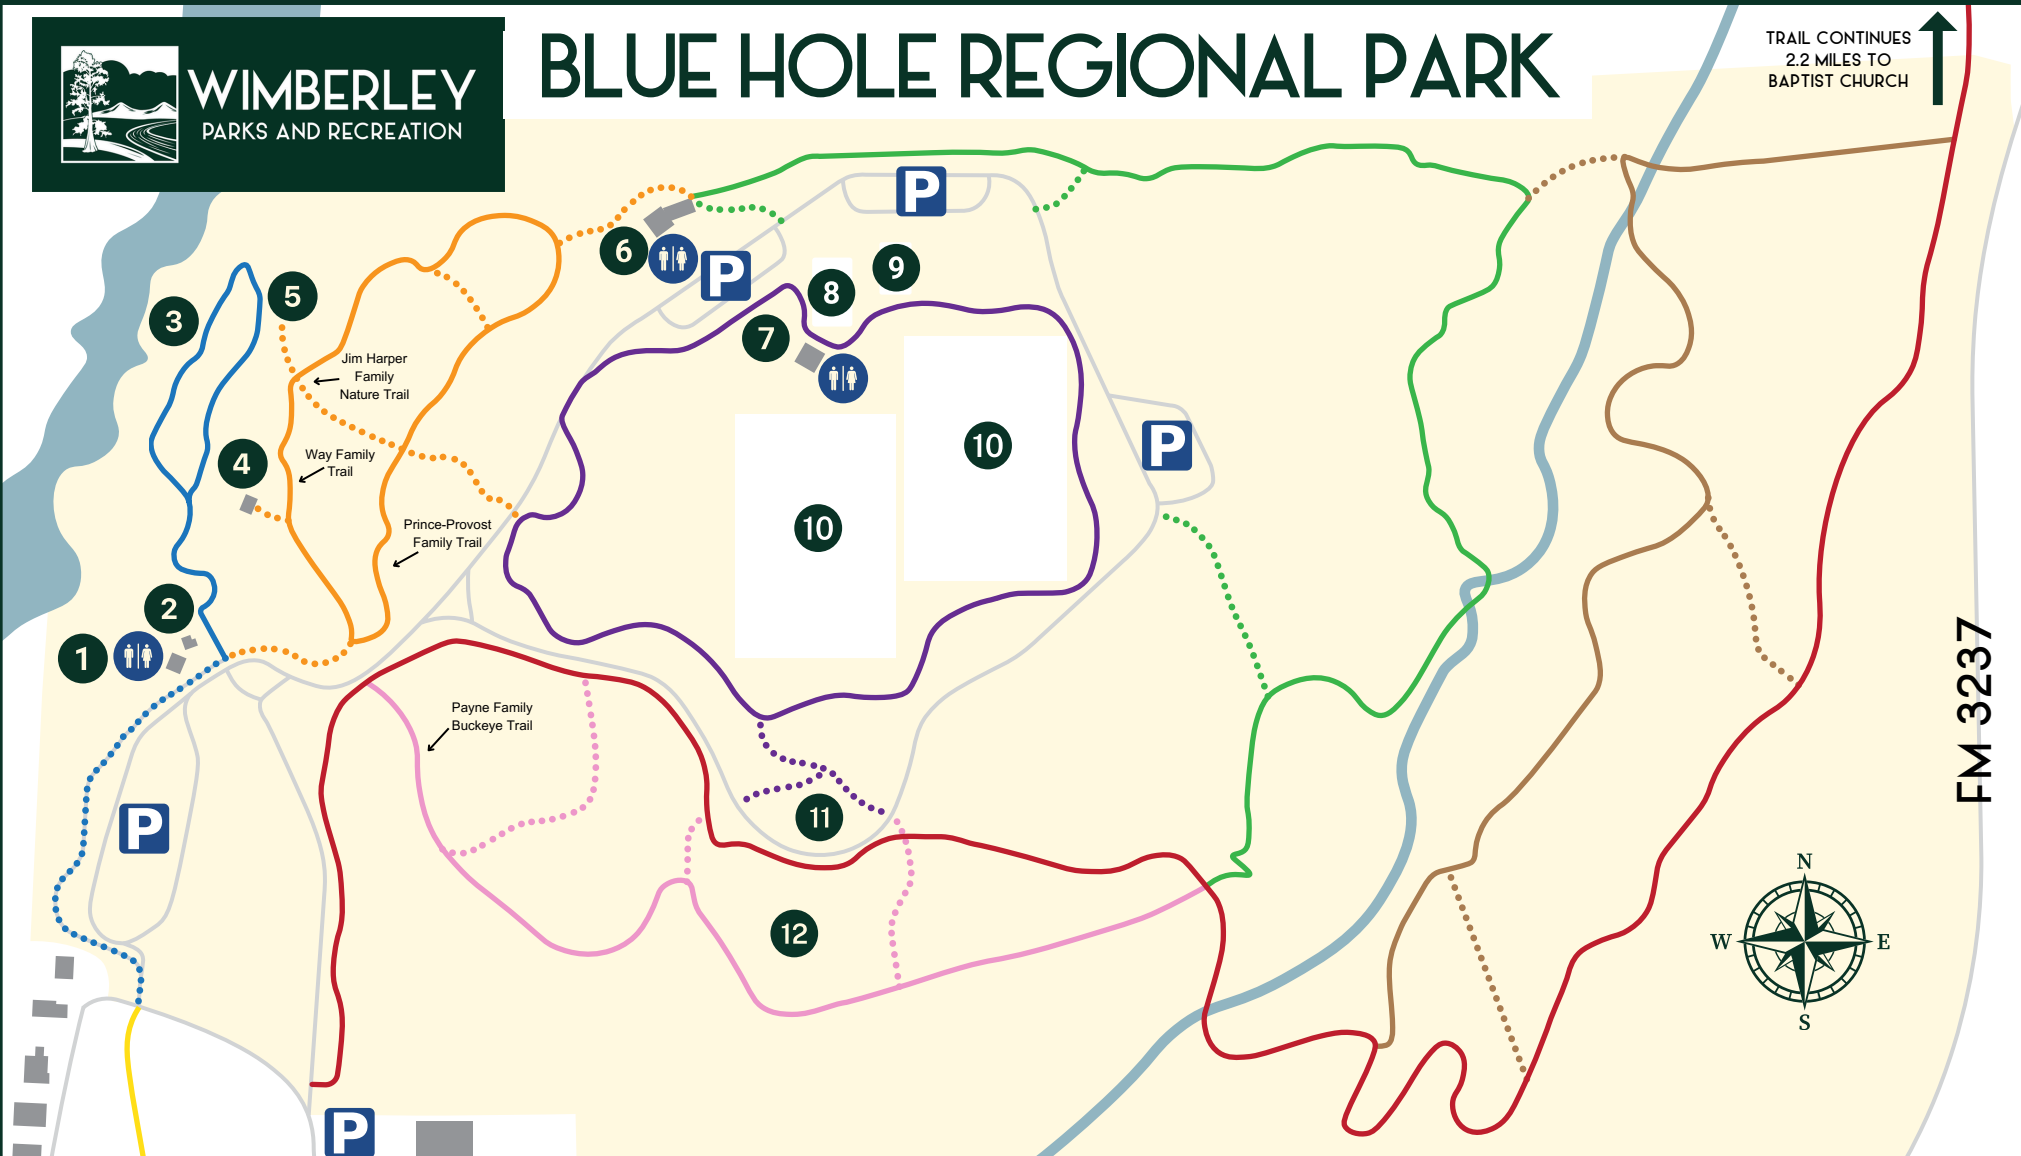 BLUE HOLE REGIONAL PARK
WIMBERLEY
PARKS AND RECREATION
TRAIL CONTINUES
2.2 MILES TO
BAPTIST CHURCH
P
6
P
9
8
3
5
7
Jim Harper
Family
Nature Trail
4
Way Family
Trail
10
P
10
Prince-Provost
Family Trail
2
1
Payne Family
Buckeye Trail
FM 3237
P
11
12
N
W
E
S
P